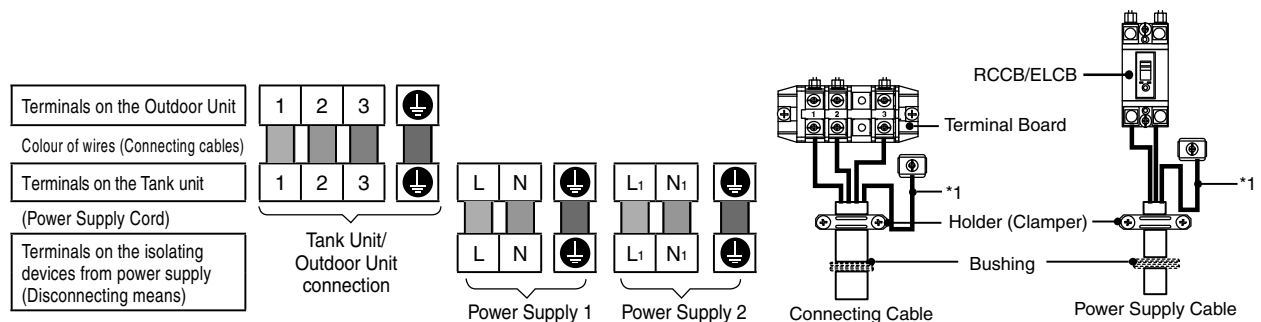 Terminals on the Outdoor Unit
1 2 3
Colour of wires (Connecting cables)
Terminals on the Tank unit
1 2 3
(Power Supply Cord)
Terminals on the isolating
devices from power supply
(Disconnecting means)
Tank Unit/
Outdoor Unit
connection
L N
L N
Power Supply 1
L1 N1
L1 N1
Power Supply 2
1 2 3
RCCB/ELCB
Terminal Board
*1
*1
Holder (Clamper)
Bushing
Connecting Cable
Power Supply Cable